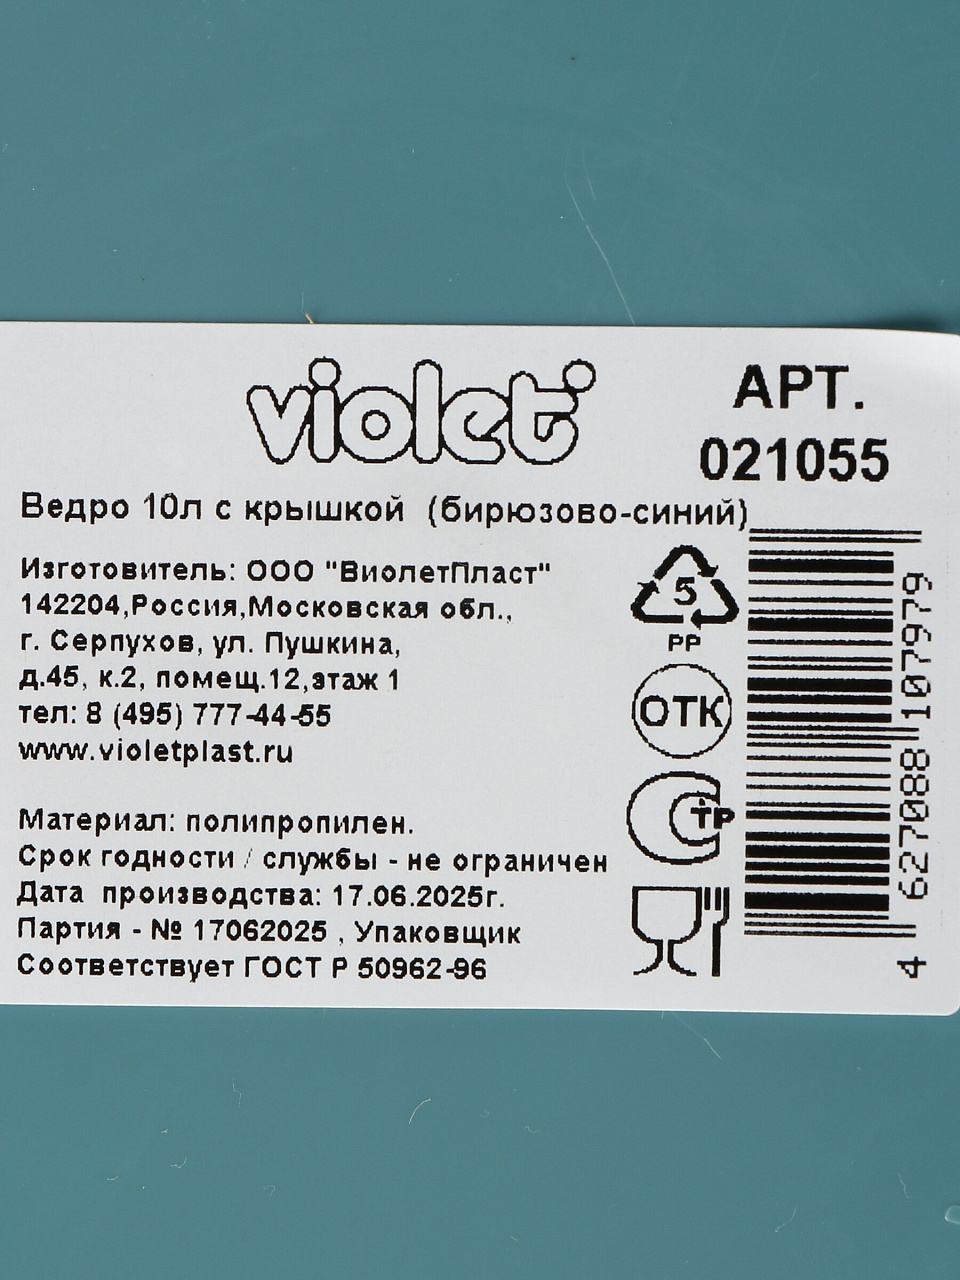 violet
АРТ.
021055
Ведро 10л с крышкой (бирюзово-синий)
Изготовитель: ООО "ВиолетПласт"
142204,Россия,Московская обл.,
г. Серпухов, ул. Пушкина,
д.45, к.2, помещ.12,этаж 1
тел: 8 (495) 777-44-55
www.violetplast.ru
Материал: полипропилен.
Срок годности / службы - не ограничен
Дата производства: 17.06.2025г.
Партия - № 17062025 , Упаковщик
Соответствует ГОСТ Р 50962-96
5
PP
ОТК
тр
4 627088 107979